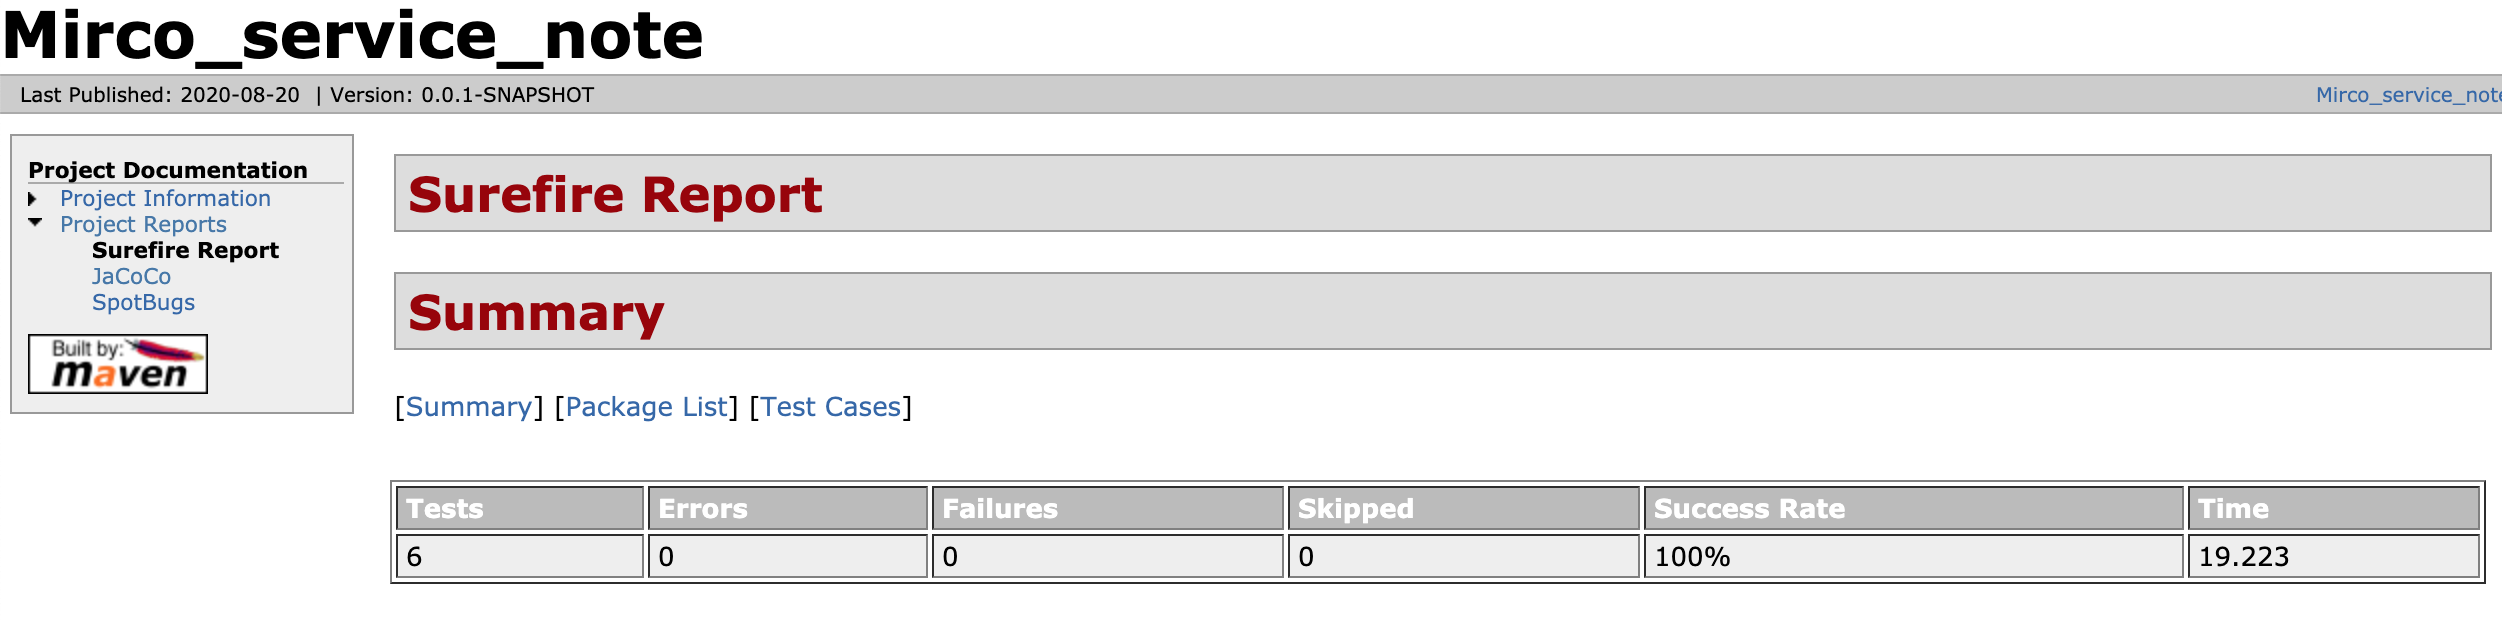 Mirco_service_note
Last Published: 2020-08-20 | Version: 0.0.1-SNAPSHOT
Mirco_service_note
Project Documentation
Project Information
Project Reports
Surefire Report
JaCoCo
SpotBugs
Built by:
maven
Surefire Report
Summary
[Summary] [Package List] [Test Cases]
Tests Errors Failures Skipped Success Rate Time
6 0 0 0 100% 19.223